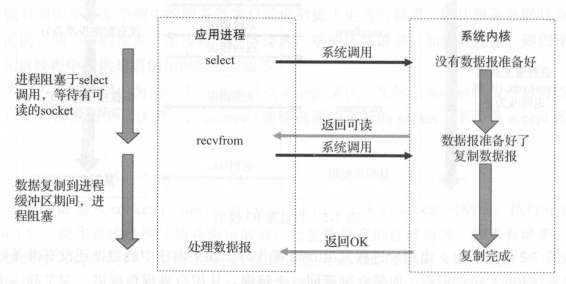 应用进程
系统内核
select
系统调用
没有数据报准备好
进程阻塞于select
调用，等待有可
读的socket
返回可读
recvfrom
系统调用
数据报准备好了
复制数据报
数据复制到进程
缓冲区期间，进
程阻塞
处理数据报
返回OK
复制完成